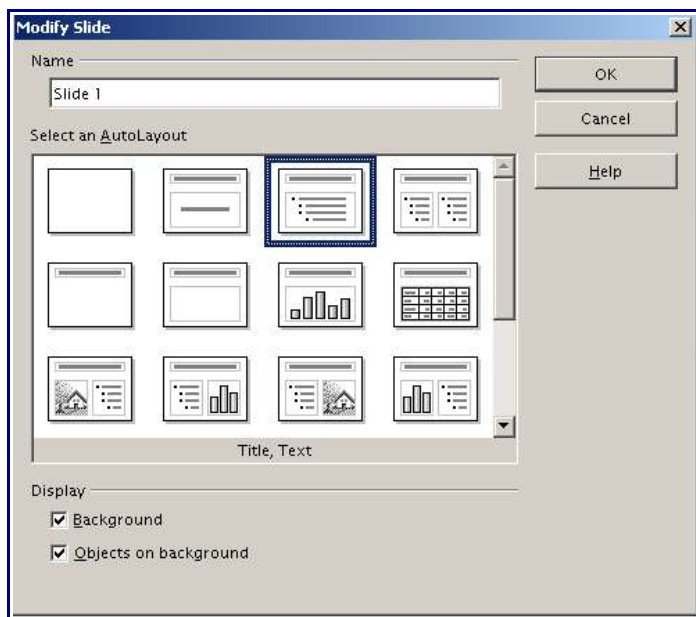 Modify Slide
Name
Slide 1
OK
Cancel
Help
Select an AutoLayout
Title, Text
Display
Background
Objects on background